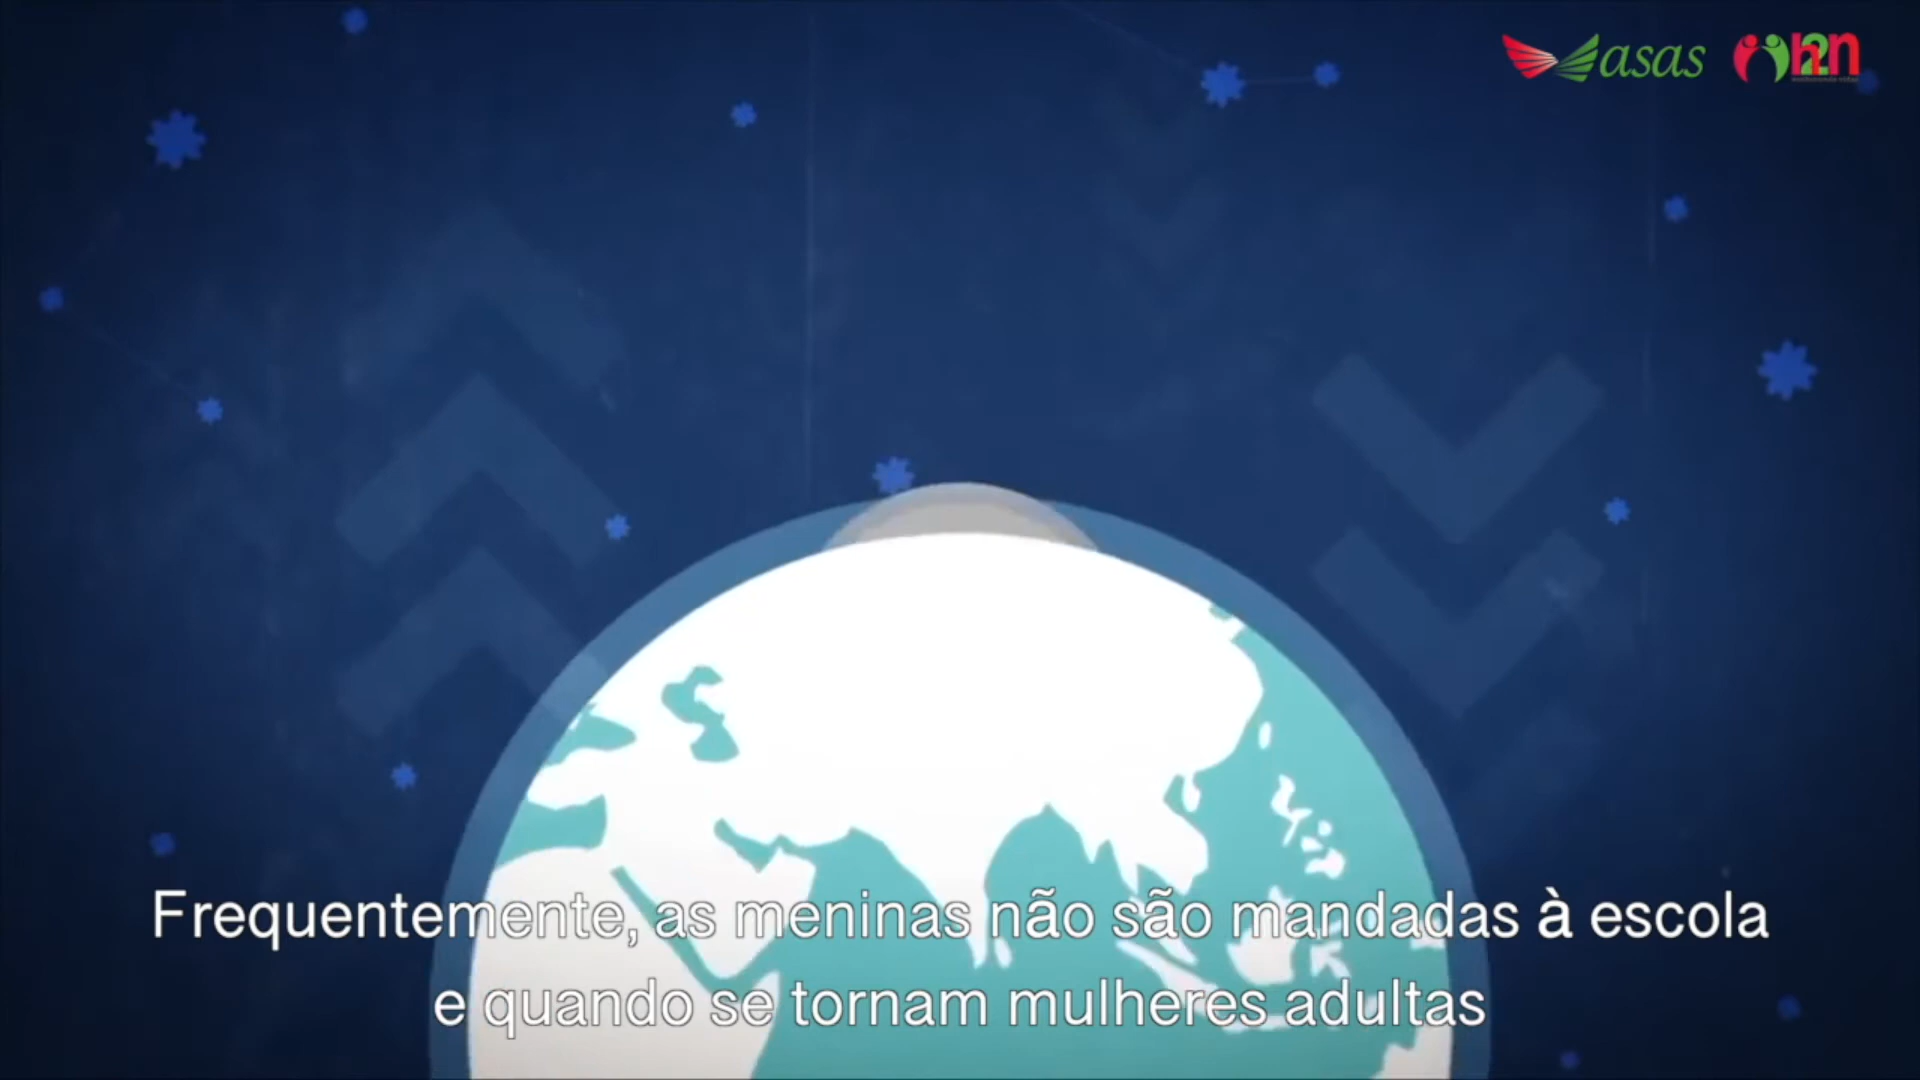 asas
h2n
Frequentemente, as meninas não são mandadas à escola
e quando se tornam mulheres adultas